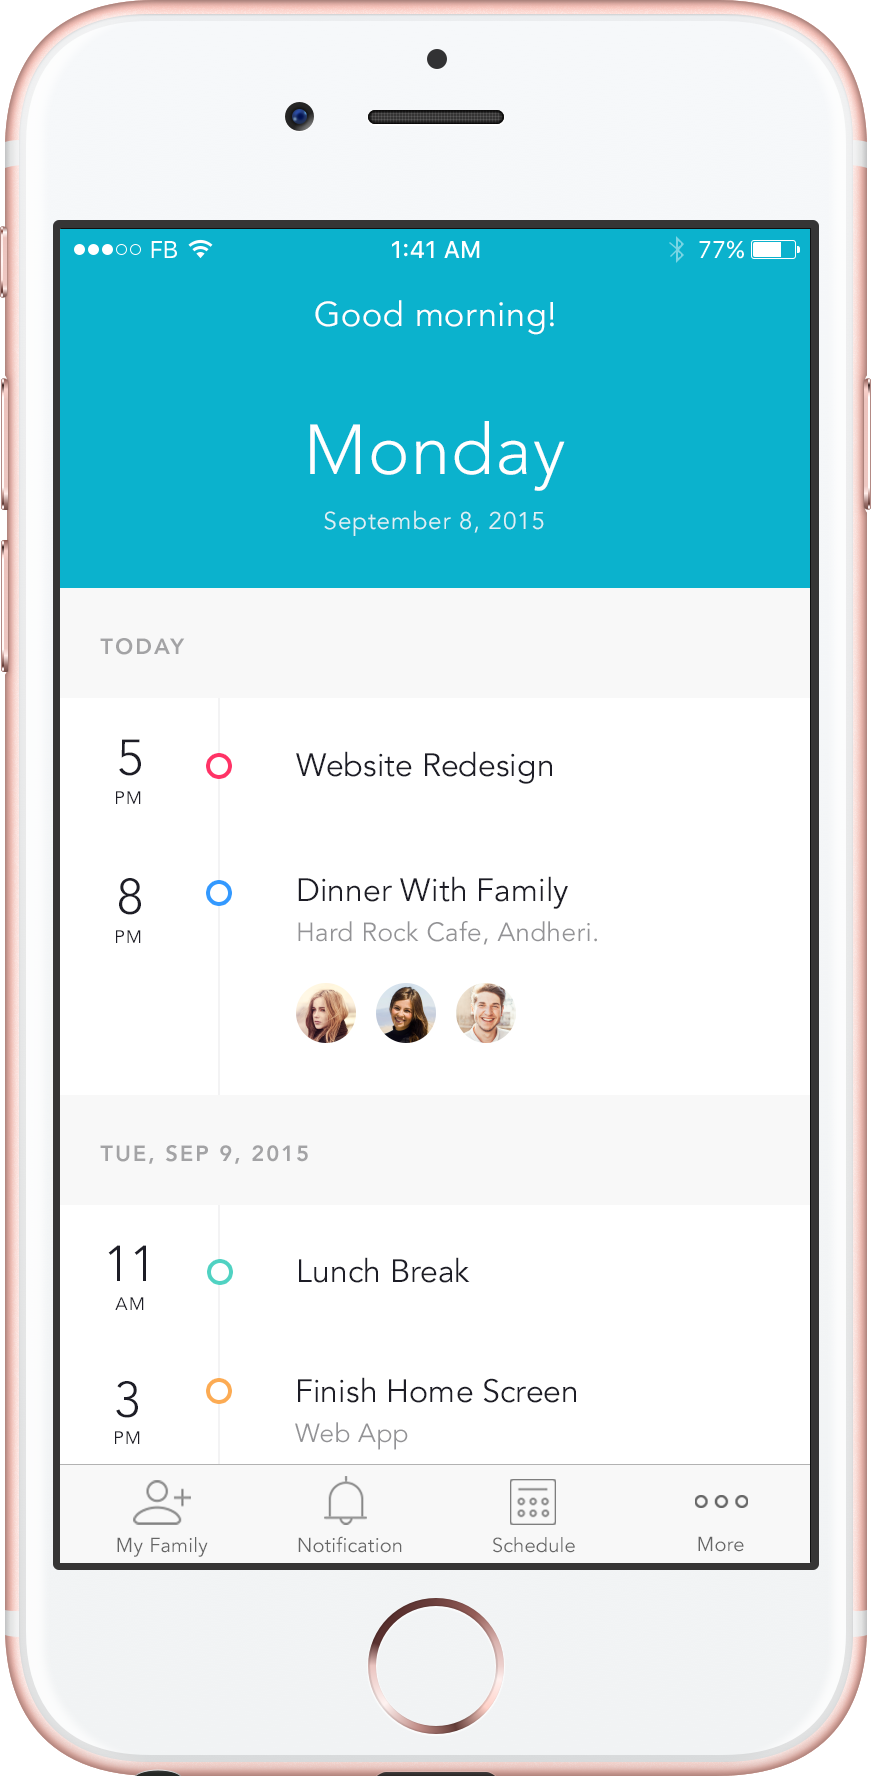 FB 1:41 AM 77%
Good morning!
Monday
September 8, 2015
TODAY
5 PM
Website Redesign
8 PM
Dinner With Family
Hard Rock Cafe, Andheri.
TUE, SEP 9, 2015
11 AM
Lunch Break
3 PM
Finish Home Screen
Web App
My Family Notification Schedule More